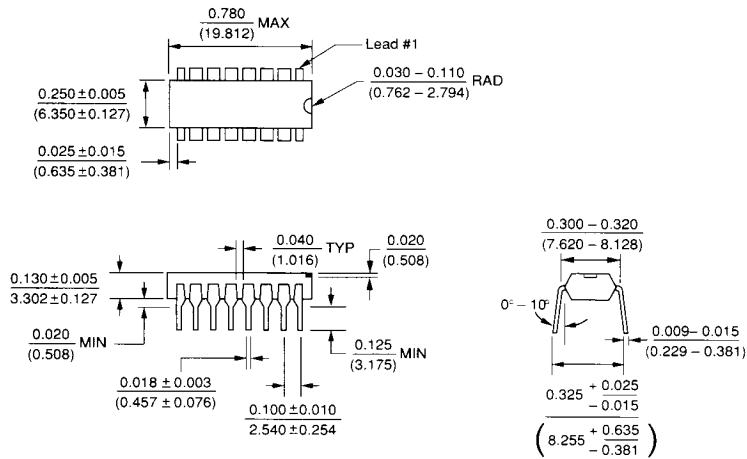 0.780
(19.812)
MAX
Lead #1
0.030 – 0.110
(0.762 – 2.794)
RAD
0.250 ± 0.005
(6.350 ± 0.127)
0.025 ± 0.015
(0.635 ± 0.381)
0.040
(1.016)
TYP
0.020
(0.508)
0.130 ± 0.005
3.302 ± 0.127
0.020
(0.508)
MIN
0.125
(3.175)
MIN
0.018 ± 0.003
(0.457 ± 0.076)
0.100 ± 0.010
2.540 ± 0.254
0.300 – 0.320
(7.620 – 8.128)
0° – 10°
0.009 – 0.015
(0.229 – 0.381)
0.325 + 0.025
– 0.015
(8.255 + 0.635
– 0.381)